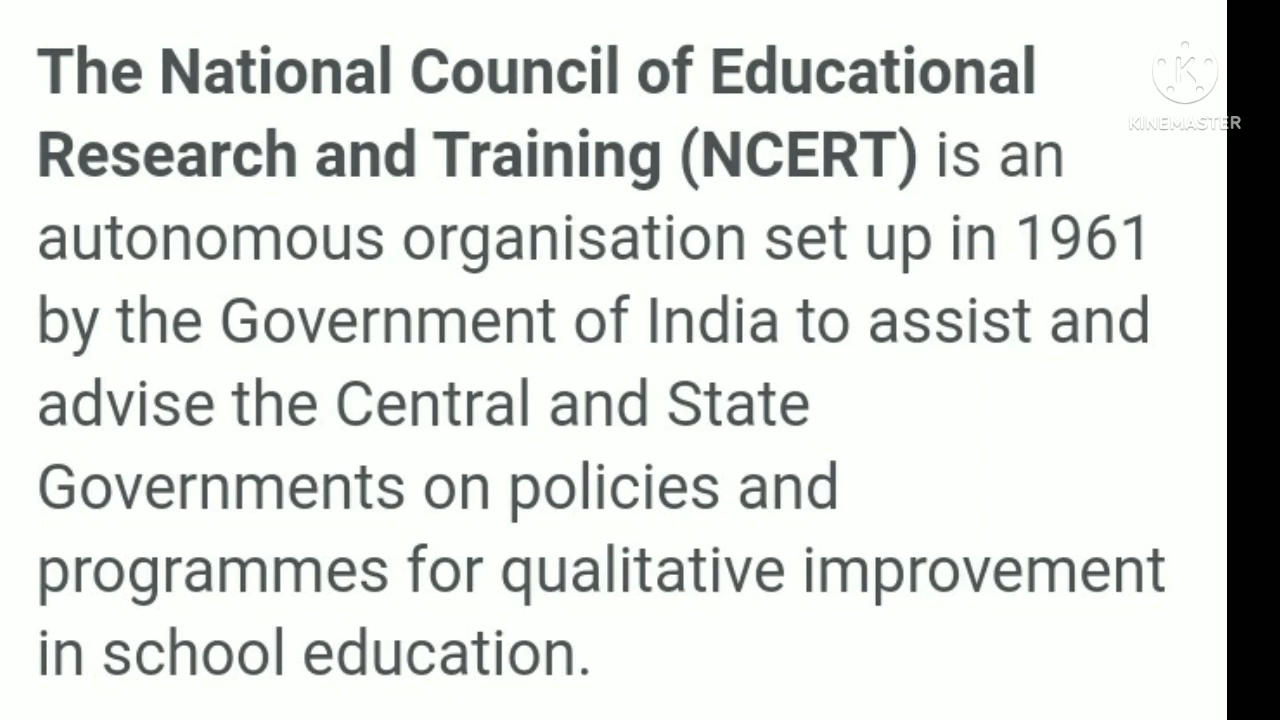 The National Council of Educational
Research and Training (NCERT) is an
autonomous organisation set up in 1961
by the Government of India to assist and
advise the Central and State
Governments on policies and
programmes for qualitative improvement
in school education.
K
KINEMASTER